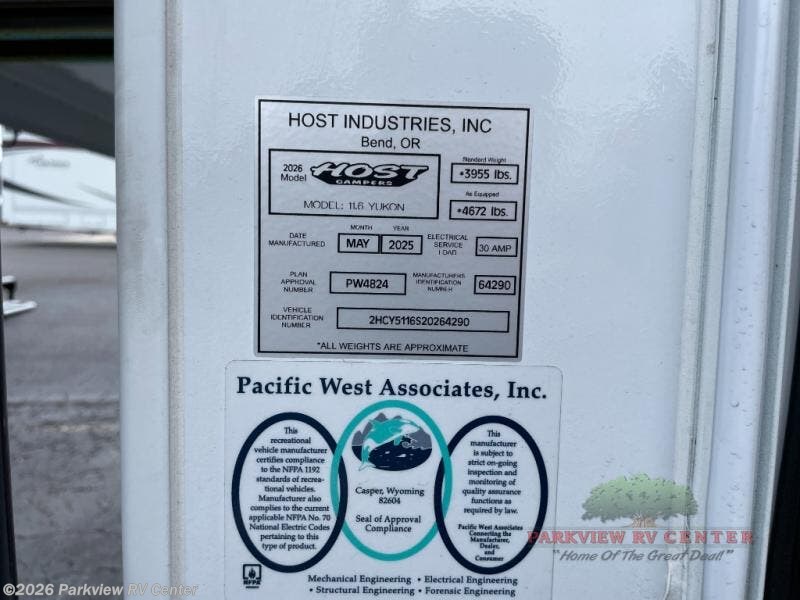 HOST INDUSTRIES, INC
Bend, OR
2026
Model
HOST
CAMPERS
MODEL: 11.6 YUKON
Standard Weight
*3955 lbs.
As Equipped
*4672 lbs.
DATE
MANUFACTURED
MONTH
MAY
YEAR
2025
ELECTRICAL
SERVICE
LOAD
30 AMP
PLAN
APPROVAL
NUMBER
PW4824
MANUFACTURERS
IDENTIFICATION
NUMBER
64290
VEHICLE
IDENTIFICATION
NUMBER
2HCY5116S20264290
*ALL WEIGHTS ARE APPROXIMATE
Pacific West Associates, Inc.
This
recreational
vehicle manufacturer
certifies compliance
to the NFPA 1192
standards of recrea-
tional vehicles.
Manufacturer also
complies to the current
applicable NFPA No. 70
National Electric Codes
pertaining to this
type of product.
Casper, Wyoming
82604
Seal of Approval
Compliance
This
manufacturer
is subject to
strict on-going
inspection and
monitoring of
quality assurance
functions as
required by law.
Pacific West Associates
Connecting the
Manufacturer,
Dealer,
and
Consumer
NFPA
Mechanical Engineering • Electrical Engineering
• Structural Engineering • Forensic Engineering
PARKVIEW RV CENTER
"Home Of The Great Deal!"
©2026 Parkview RV Center